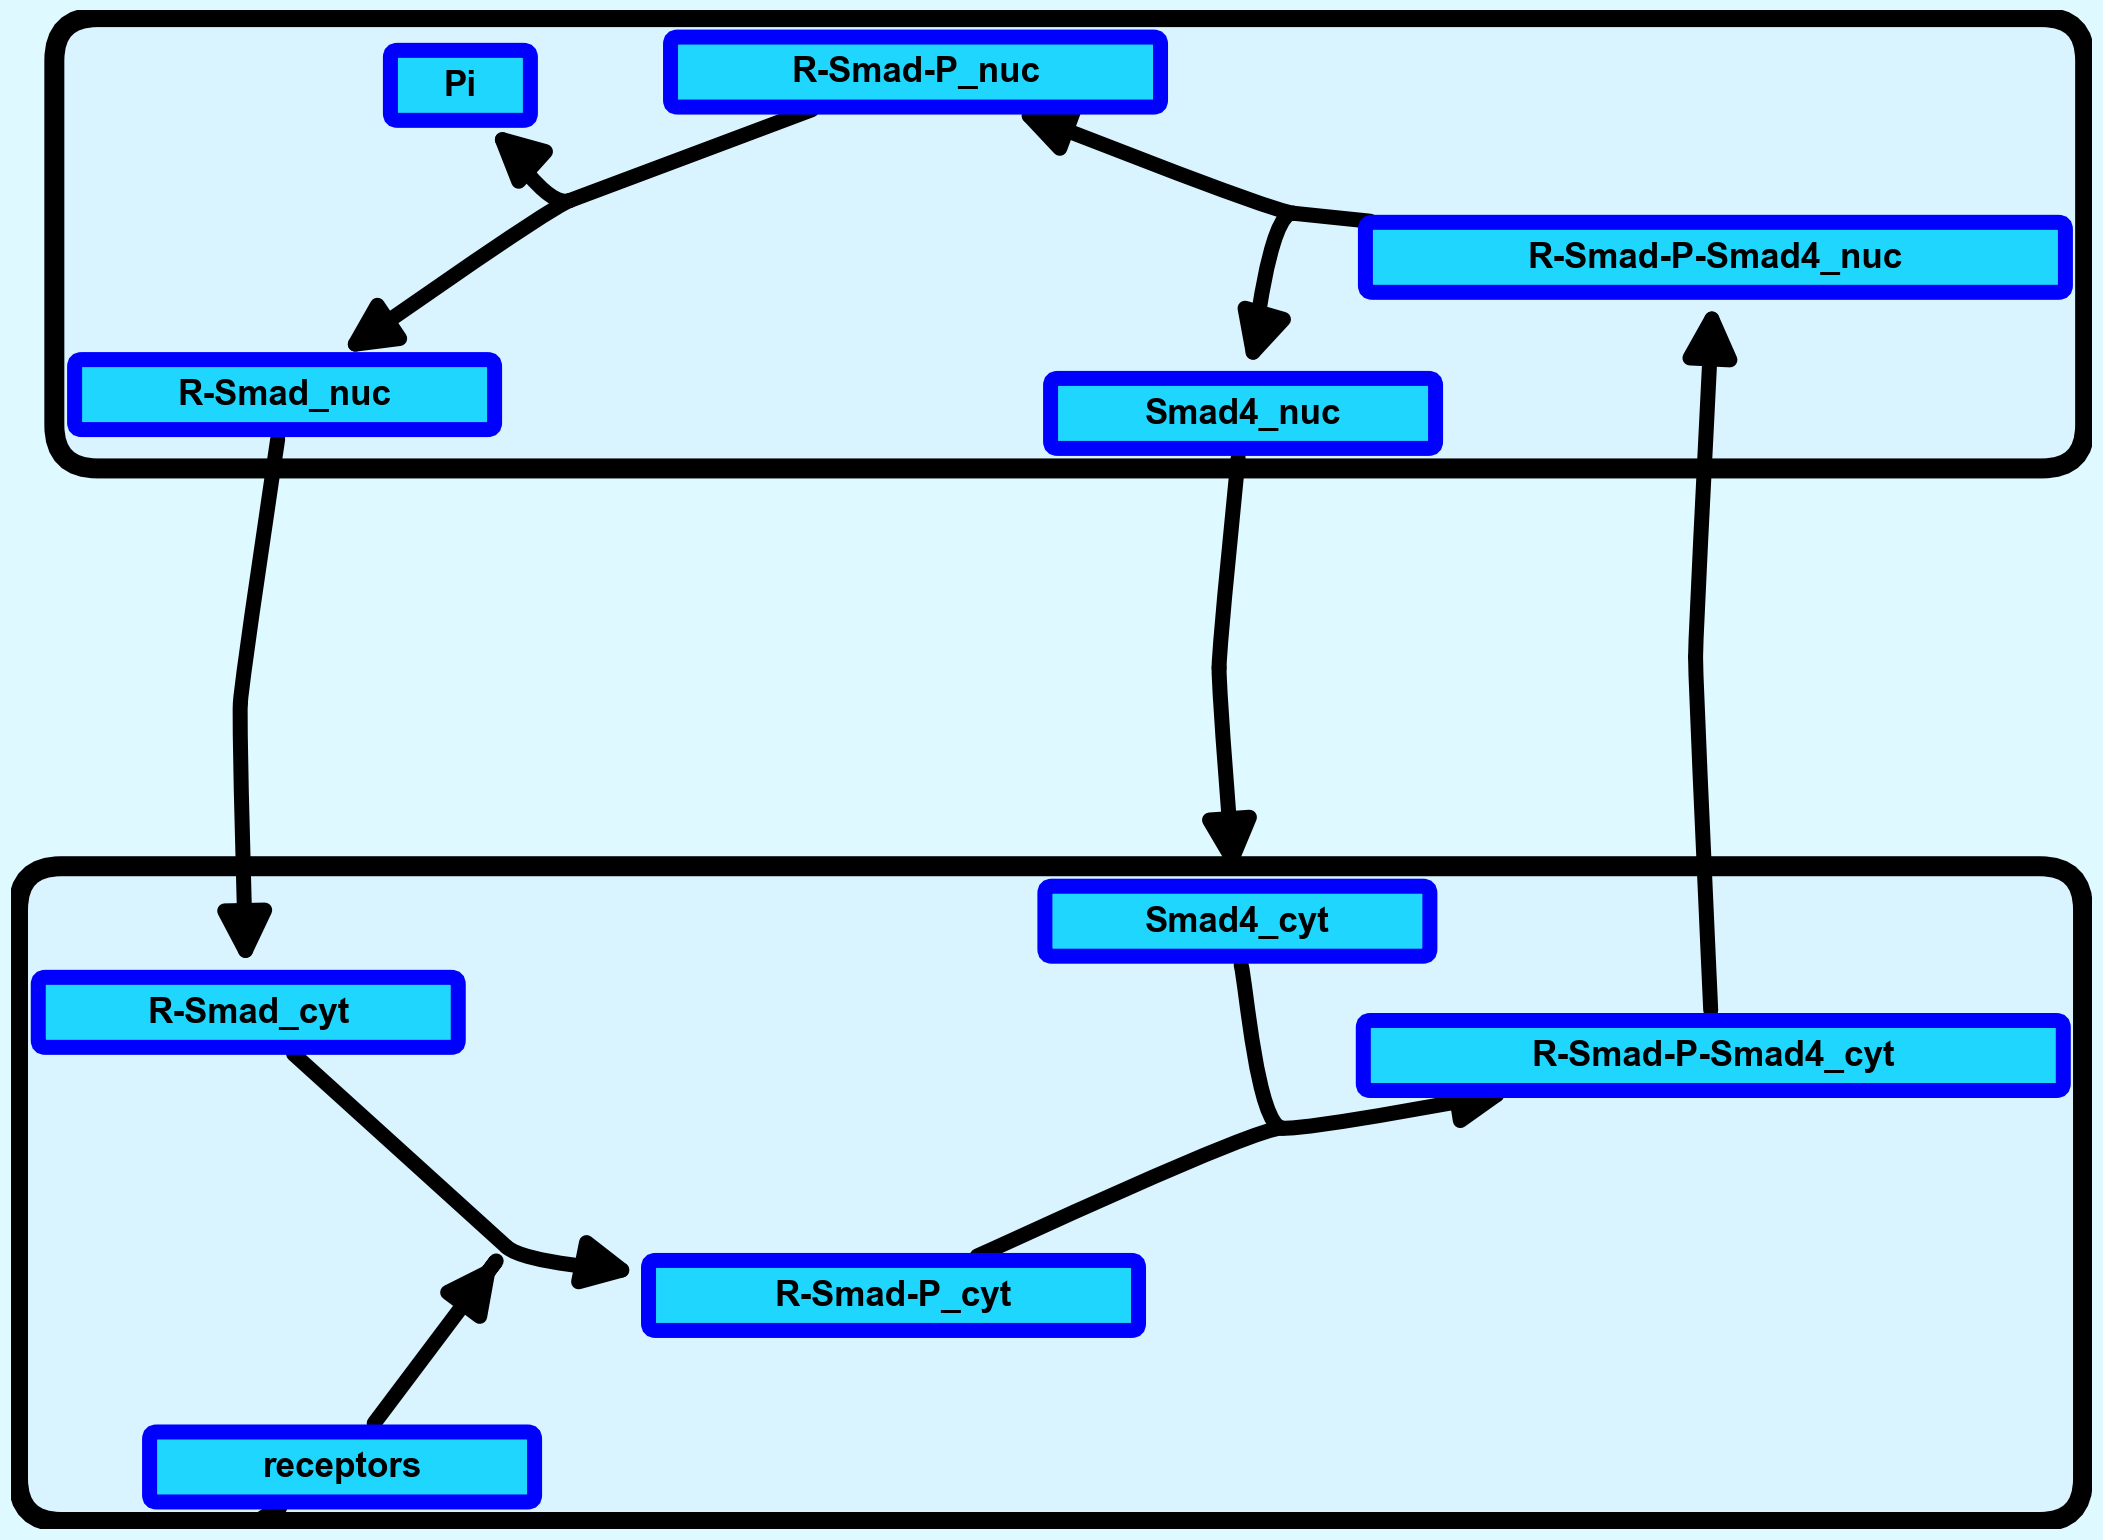 R-Smad-P_nuc
Pi
R-Smad-P-Smad4_nuc
R-Smad_nuc
Smad4_nuc
Smad4_cyt
R-Smad_cyt
R-Smad-P-Smad4_cyt
R-Smad-P_cyt
receptors